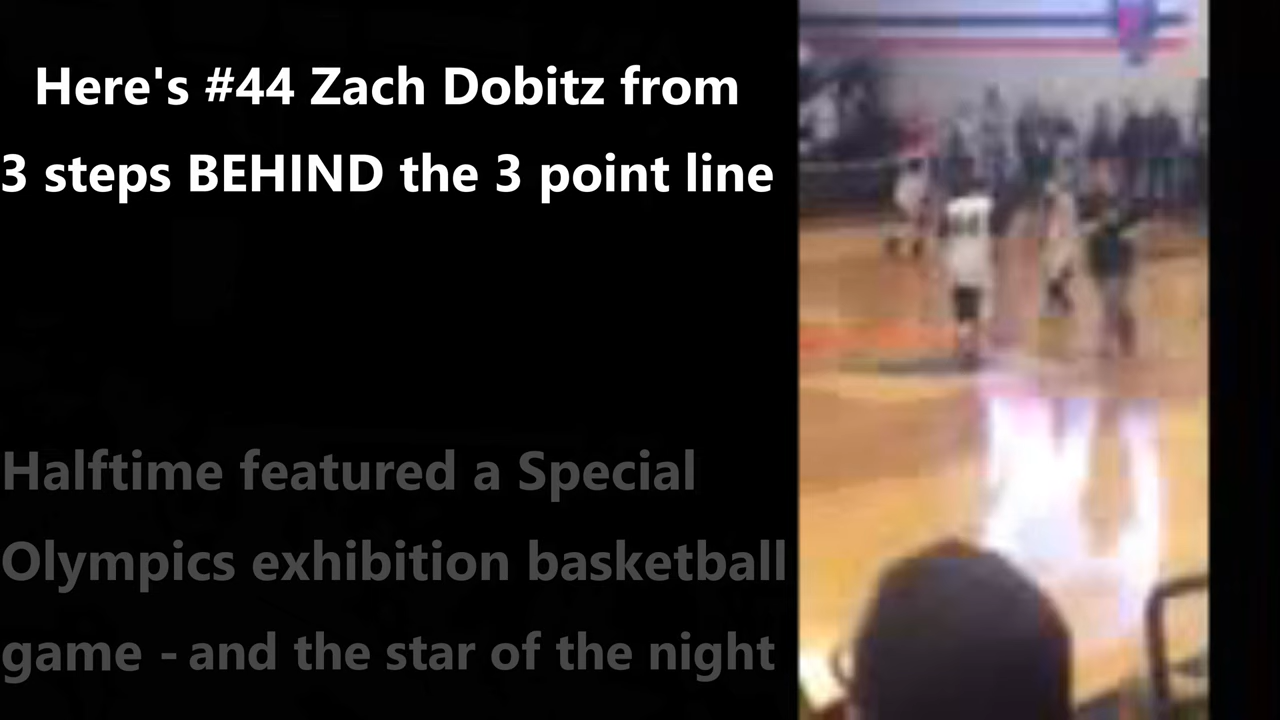 Here's #44 Zach Dobitz from
3 steps BEHIND the 3 point line
Halftime featured a Special
Olympics exhibition basketball
game - and the star of the night